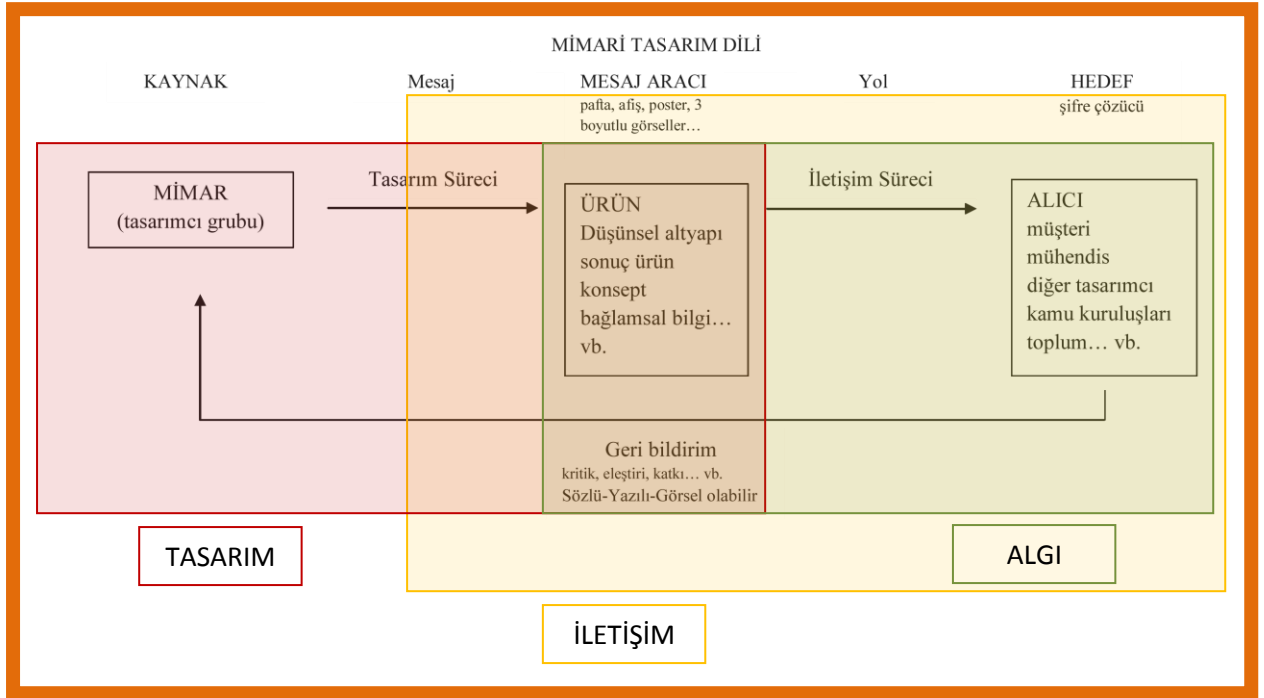 MİMARİ TASARIM DİLİ
KAYNAK
Mesaj
MESAJ ARACI
pafta, afiş, poster, 3
boyutlu görseller…
Yol
HEDEF
şifre çözücü
MİMAR
(tasarımcı grubu)
Tasarım Süreci
ÜRÜN
Düşünsel altyapı
sonuç ürün
konsept
bağlamsal bilgi…
vb.
İletişim Süreci
ALICI
müşteri
mühendis
diğer tasarımcı
kamu kuruluşları
toplum… vb.
Geri bildirim
kritik, eleştiri, katkı… vb.
Sözlü-Yazılı-Görsel olabilir
TASARIM
ALGI
İLETİŞİM